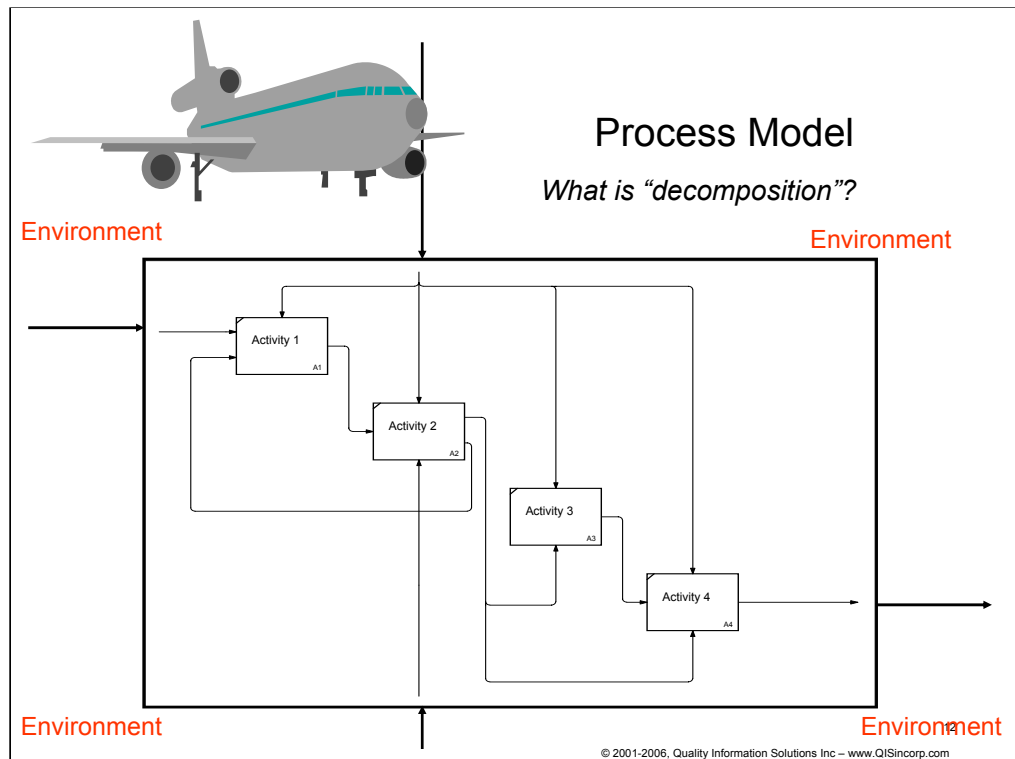 Process Model
What is “decomposition”?
Environment
Environment
Activity 1
A1
Activity 2
A2
Activity 3
A3
Activity 4
A4
Environment
Environment
12
© 2001-2006, Quality Information Solutions Inc – www.QISincorp.com